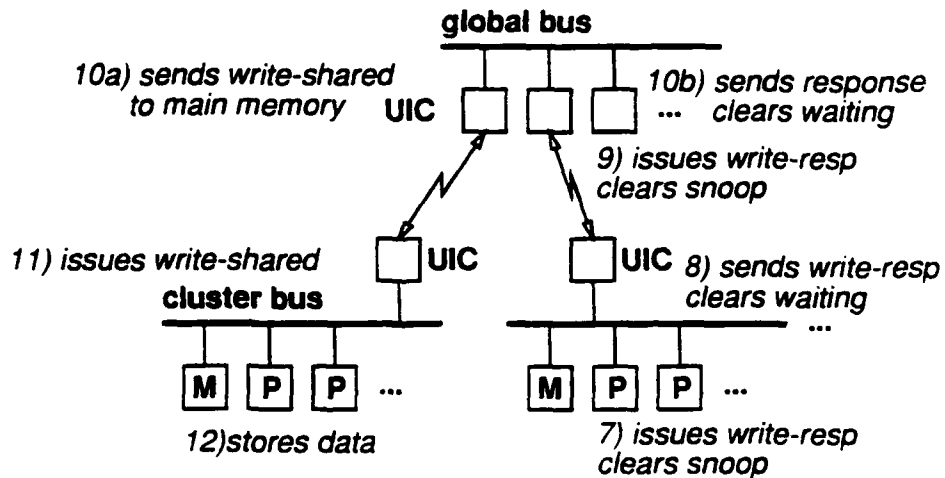 global bus
10a) sends write-shared
to main memory
UIC
...
10b) sends response
clears waiting
9) issues write-resp
clears snoop
11) issues write-shared
UIC
UIC
8) sends write-resp
clears waiting
cluster bus
...
M P P ...
M P P ...
12)stores data
7) issues write-resp
clears snoop